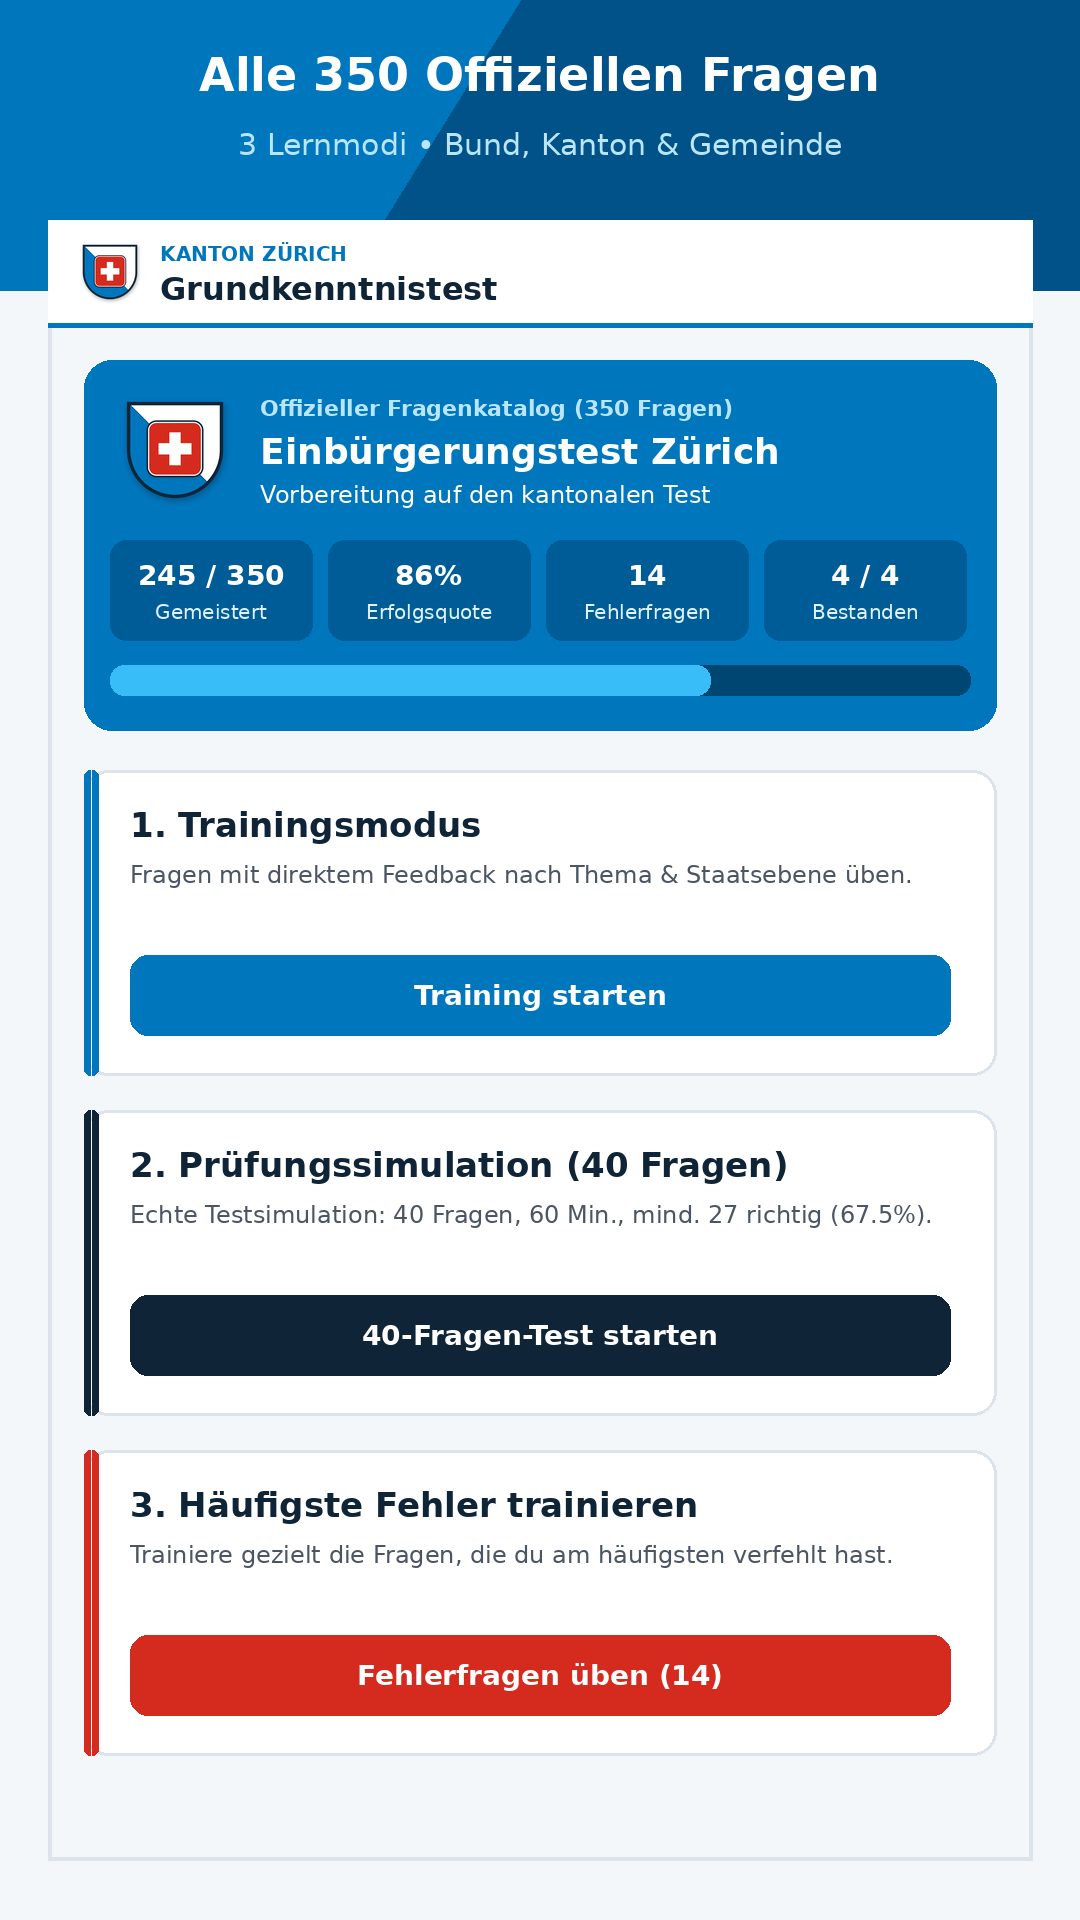 Alle 350 Offiziellen Fragen
3 Lernmodi • Bund, Kanton & Gemeinde
KANTON ZÜRICH
Grundkenntnistest
Offizieller Fragenkatalog (350 Fragen)
Einbürgerungstest Zürich
Vorbereitung auf den kantonalen Test
245 / 350
Gemeistert
86%
Erfolgsquote
14
Fehlerfragen
4 / 4
Bestanden
1. Trainingsmodus
Fragen mit direktem Feedback nach Thema & Staatsebene üben.
Training starten
2. Prüfungssimulation (40 Fragen)
Echte Testsimulation: 40 Fragen, 60 Min., mind. 27 richtig (67.5%).
40-Fragen-Test starten
3. Häufigste Fehler trainieren
Trainiere gezielt die Fragen, die du am häufigsten verfehlt hast.
Fehlerfragen üben (14)